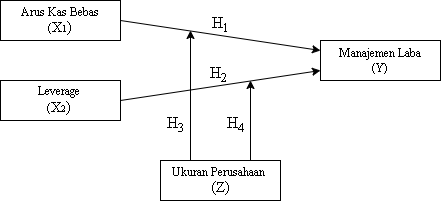 Arus Kas Bebas
(X1)
H1
Manajemen Laba
(Y)
Leverage
(X2)
H2
H3
H4
Ukuran Perusahaan
(Z)